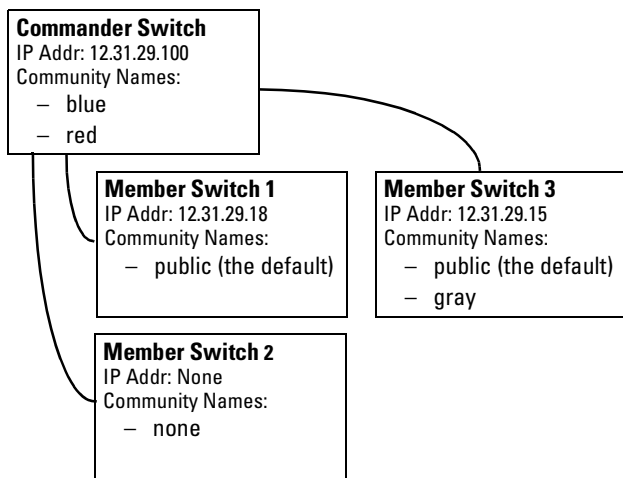 Commander Switch
IP Addr: 12.31.29.100
Community Names:
– blue
– red
Member Switch 1
IP Addr: 12.31.29.18
Community Names:
– public (the default)
Member Switch 3
IP Addr: 12.31.29.15
Community Names:
– public (the default)
– gray
Member Switch 2
IP Addr: None
Community Names:
– none